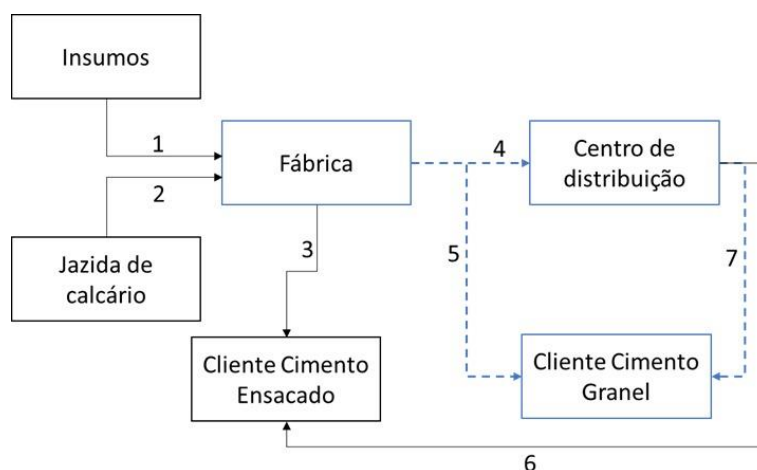 Insumos
1
Fábrica
4
Centro de
distribuição
2
3
5
7
Jazida de
calcário
Cliente Cimento
Ensacado
Cliente Cimento
Granel
6